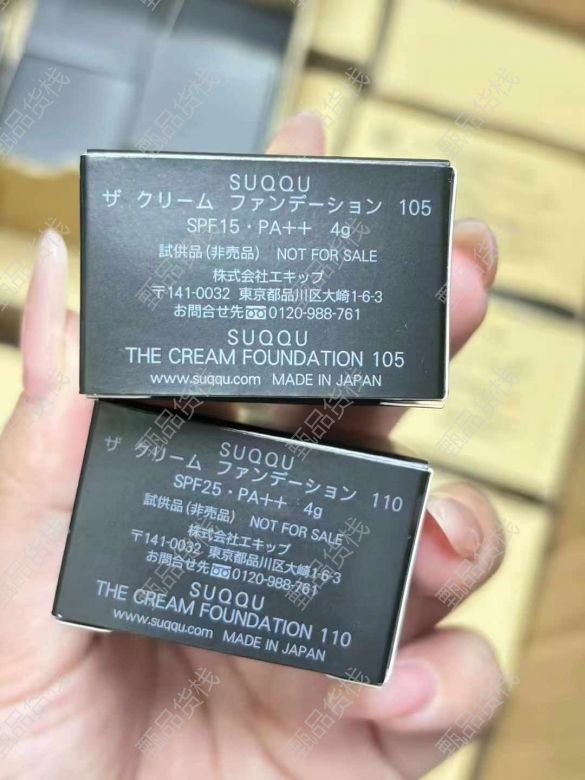 SUQQU
ザ クリーム ファンデーション 105
SPF15・PA++ 4g
試供品(非売品) NOT FOR SALE
株式会社エキップ
〒141-0032 東京都品川区大崎1-6-3
お問合せ先 0120-988-761
SUQQU
THE CREAM FOUNDATION 105
www.suqqu.com MADE IN JAPAN
SUQQU
ザ クリーム ファンデーション 110
SPF25・PA++ 4g
試供品(非売品) NOT FOR SALE
株式会社エキップ
〒141-0032 東京都品川区大崎1-6-3
お問合せ先 0120-988-761
SUQQU
THE CREAM FOUNDATION 110
www.suqqu.com MADE IN JAPAN
甄品货栈